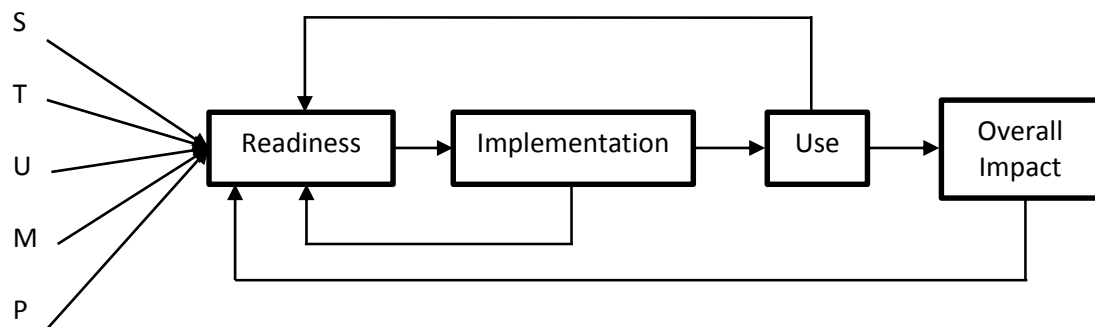 S
T
U
M
P
Readiness
Implementation
Use
Overall
Impact